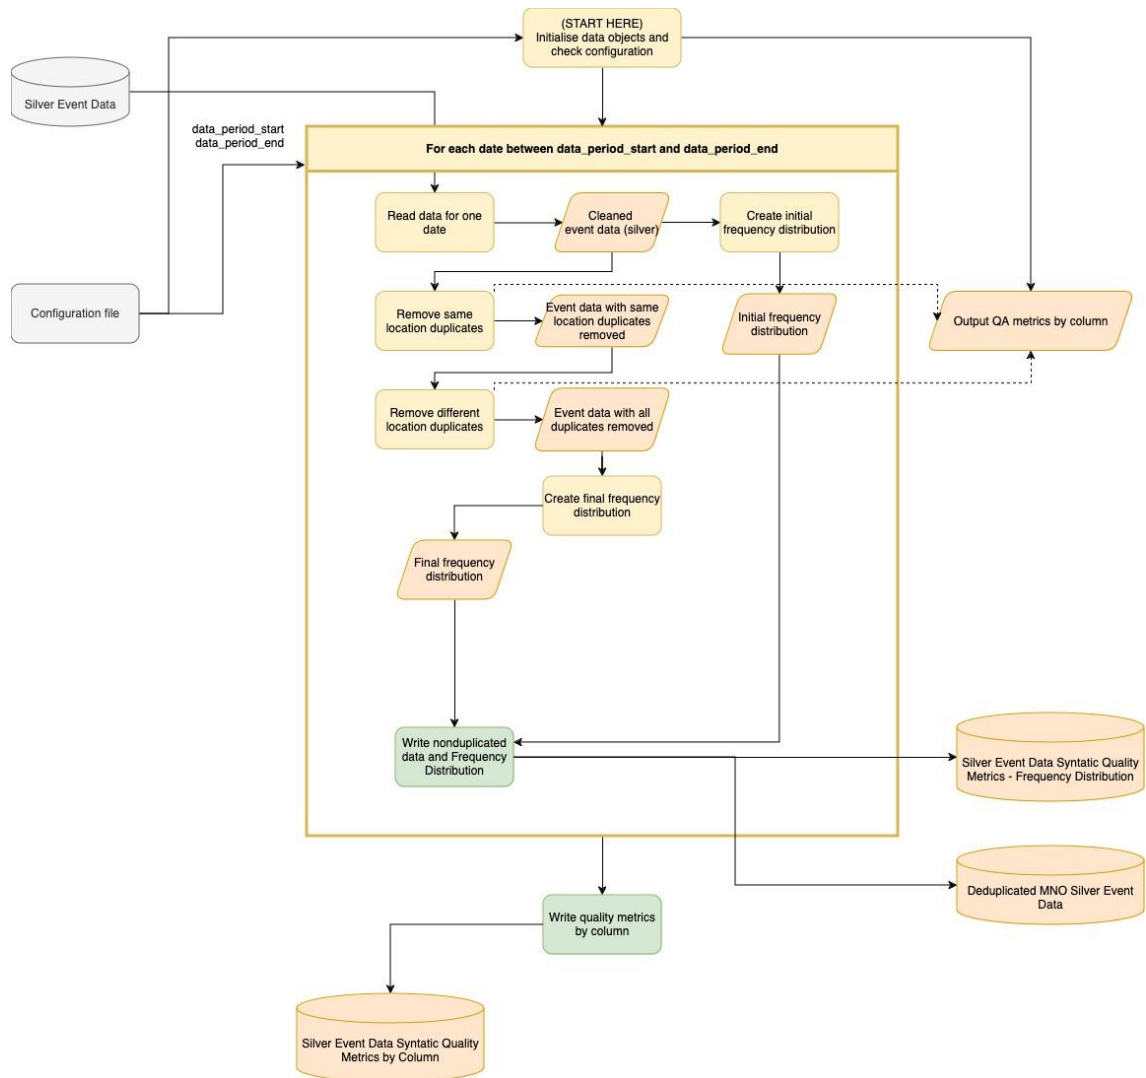 (START HERE)
Initialise data objects and
check configuration
Silver Event Data
data_period_start
data_period_end
For each date between data_period_start and data_period_end
Read data for one
date
Cleaned
event data (silver)
Create initial
frequency distribution
Configuration file
Remove same
location duplicates
Event data with same
location duplicates
removed
Initial frequency
distribution
Output QA metrics by column
Remove different
location duplicates
Event data with all
duplicates removed
Create final frequency
distribution
Final frequency
distribution
Write nonduplicated
data and Frequency
Distribution
Silver Event Data Syntatic Quality
Metrics - Frequency Distribution
Deduplicated MNO Silver Event
Data
Write quality metrics
by column
Silver Event Data Syntatic Quality
Metrics by Column